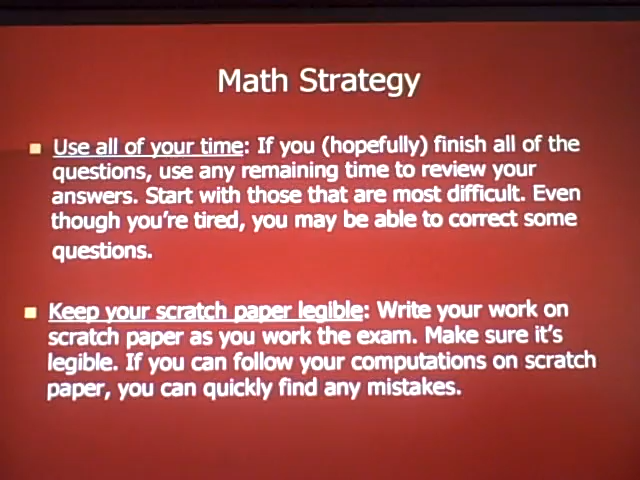 Math Strategy
Use all of your time: If you (hopefully) finish all of the
questions, use any remaining time to review your
answers. Start with those that are most difficult. Even
though you're tired, you may be able to correct some
questions.
Keep your scratch paper legible: Write your work on
scratch paper as you work the exam. Make sure it's
legible. If you can follow your computations on scratch
paper, you can quickly find any mistakes.